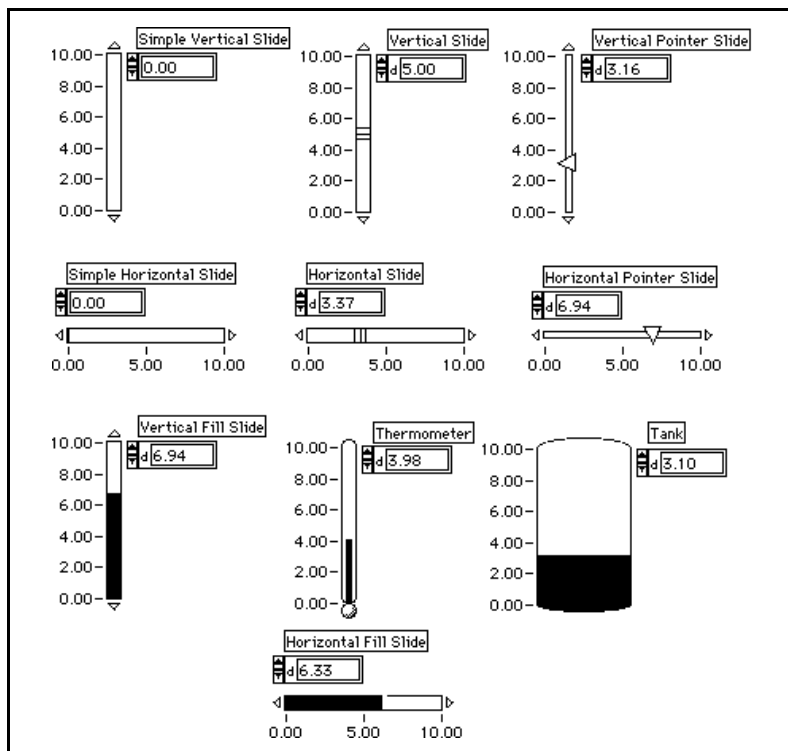 Simple Vertical Slide
0.00
10.00
8.00
6.00
4.00
2.00
0.00
Vertical Slide
d 5.00
10.00
8.00
6.00
4.00
2.00
0.00
Vertical Pointer Slide
d 3.16
10.00
8.00
6.00
4.00
2.00
0.00
Simple Horizontal Slide
0.00
0.00 5.00 10.00
Horizontal Slide
d 3.37
0.00 5.00 10.00
Horizontal Pointer Slide
d 6.94
0.00 5.00 10.00
Vertical Fill Slide
d 6.94
10.00
8.00
6.00
4.00
2.00
0.00
Thermometer
d 3.98
10.00
8.00
6.00
4.00
2.00
0.00
Tank
d 3.10
10.00
8.00
6.00
4.00
2.00
0.00
Horizontal Fill Slide
d 6.33
0.00 5.00 10.00